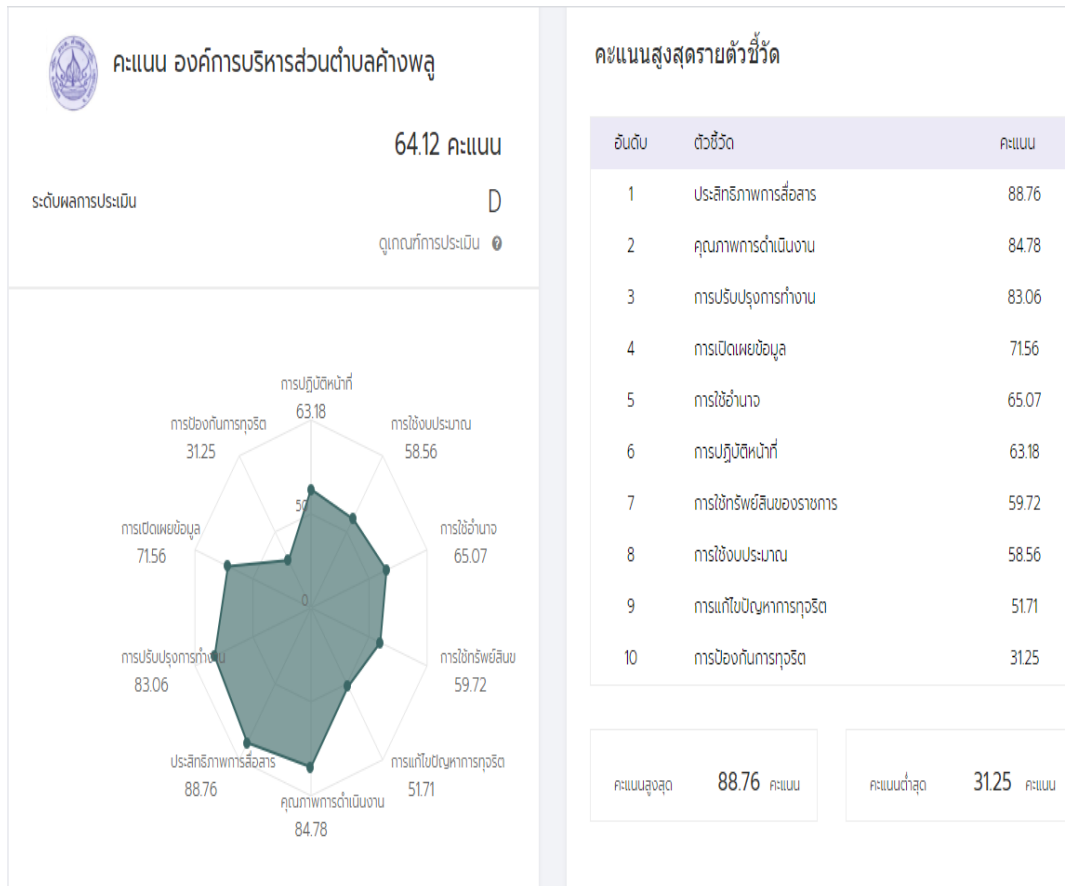 คะแนน องค์การบริหารส่วนตำบลค้างพลู
64.12 คะแนน
ระดับผลการประเมิน D
ดูเกณฑ์การประเมิน
การปฏิบัติหน้าที่
63.18
การป้องกันการทุจริต
31.25
การใช้งบประมาณ
58.56
50
การเปิดเผยข้อมูล
71.56
การใช้อำนาจ
65.07
0
การปรับปรุงการทำงาน
83.06
การใช้ทรัพย์สินข
59.72
ประสิทธิภาพการสื่อสาร
88.76
การแก้ไขปัญหาการทุจริต
51.71
คุณภาพการดำเนินงาน
84.78
คะแนนสูงสุดรายตัวชี้วัด
อันดับ ตัวชี้วัด คะแนน
1 ประสิทธิภาพการสื่อสาร 88.76
2 คุณภาพการดำเนินงาน 84.78
3 การปรับปรุงการทำงาน 83.06
4 การเปิดเผยข้อมูล 71.56
5 การใช้อำนาจ 65.07
6 การปฏิบัติหน้าที่ 63.18
7 การใช้ทรัพย์สินของราชการ 59.72
8 การใช้งบประมาณ 58.56
9 การแก้ไขปัญหาการทุจริต 51.71
10 การป้องกันการทุจริต 31.25
คะแนนสูงสุด 88.76 คะแนน
คะแนนต่ำสุด 31.25 คะแนน